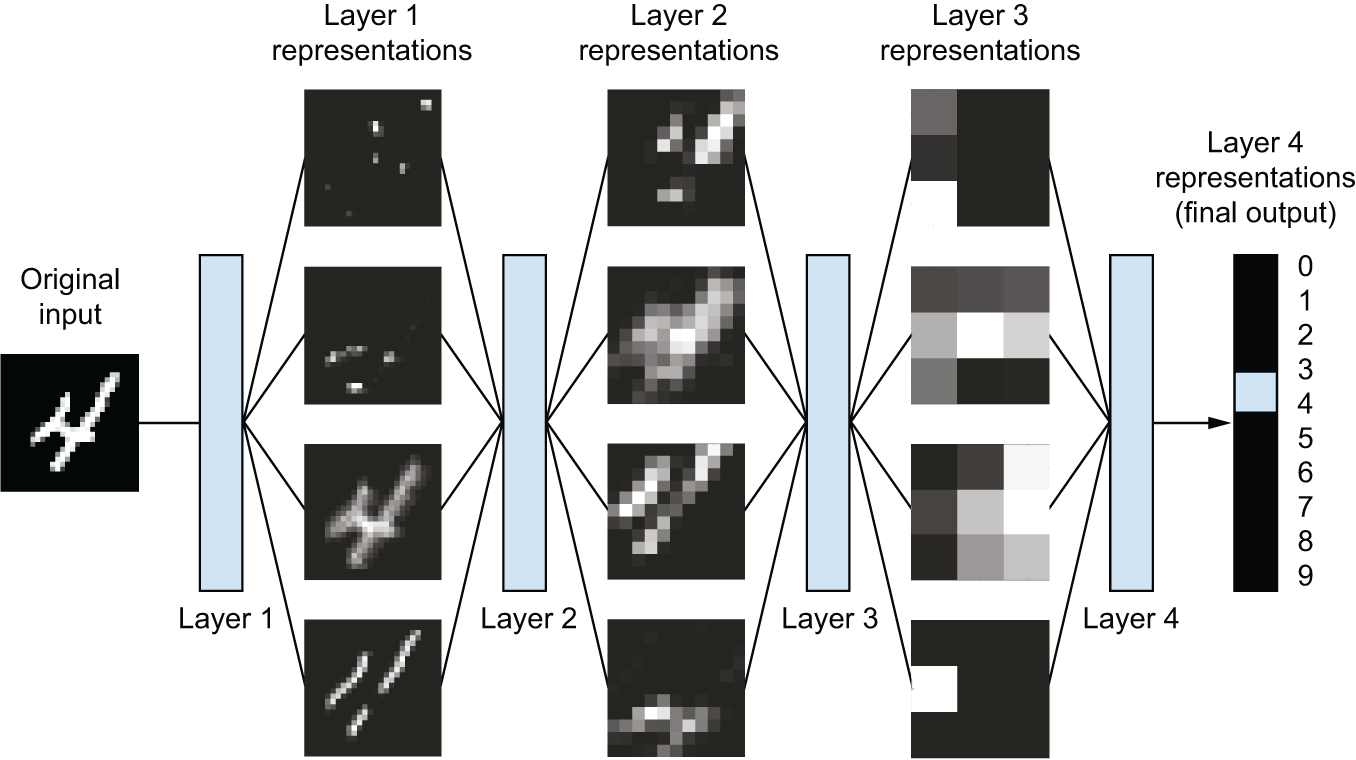 Layer 1
representations
Layer 2
representations
Layer 3
representations
Layer 4
representations
(final output)
Original
input
0
1
2
3
4
5
6
7
8
9
Layer 1
Layer 2
Layer 3
Layer 4